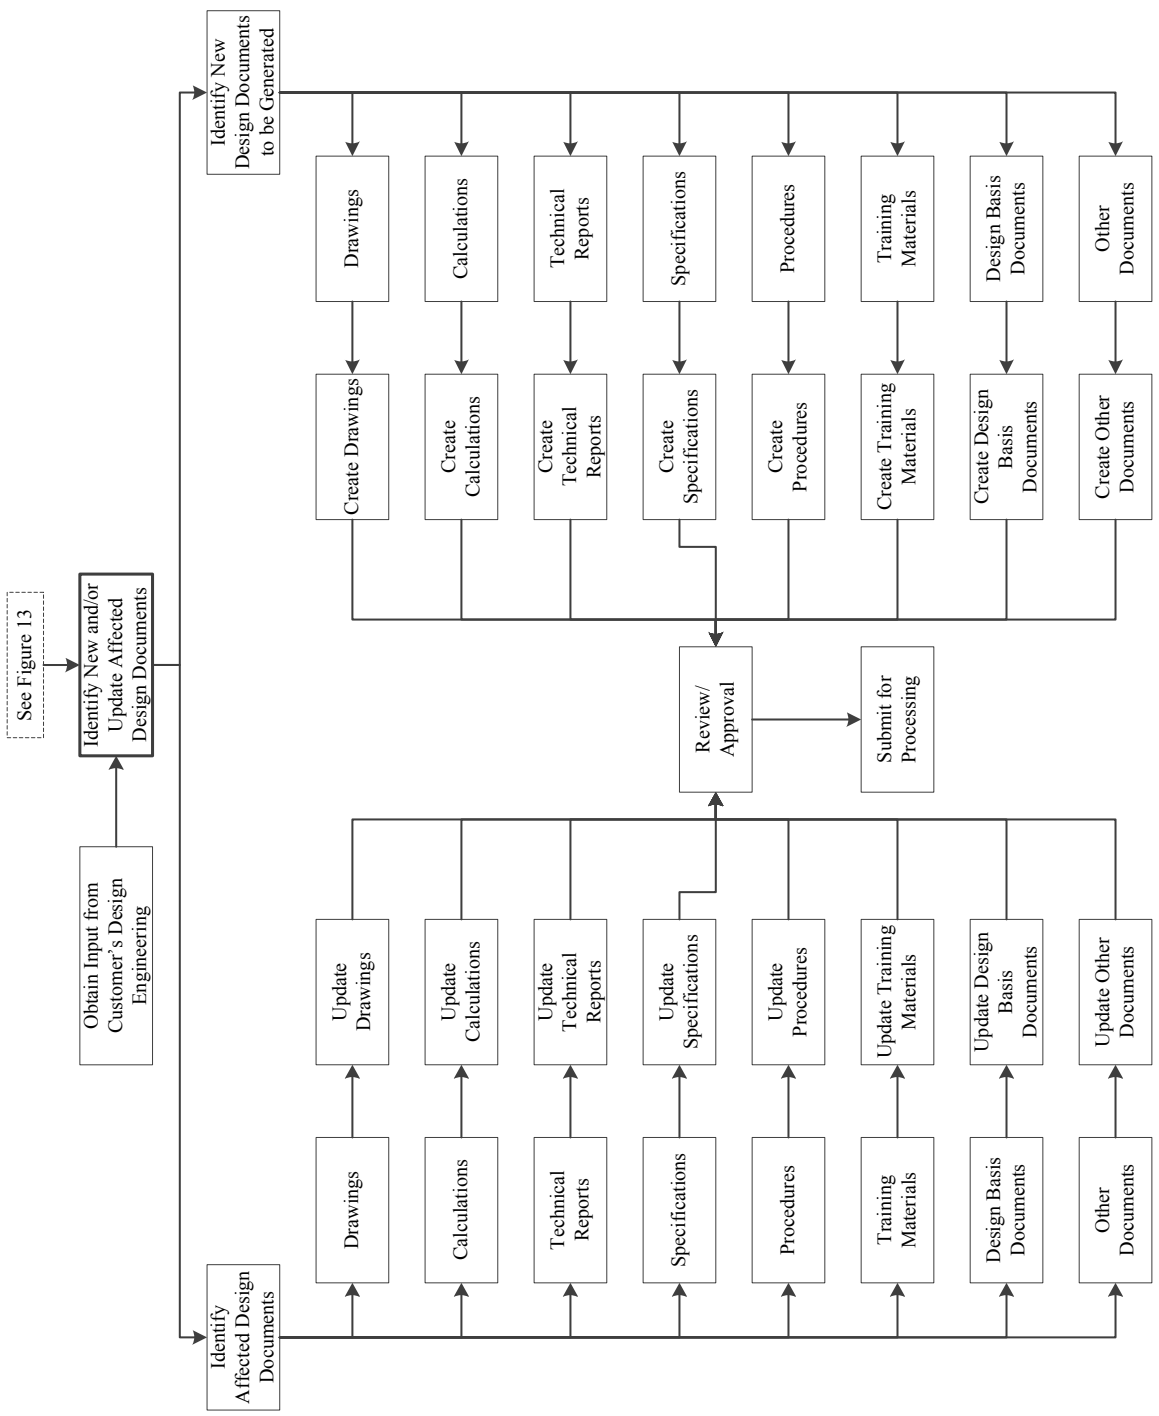 See Figure 13
Obtain Input from
Customer's Design
Engineering
Identify New and/or
Update Affected
Design Documents
Identify
Affected Design
Documents
Identify New
Design Documents
to be Generated
Drawings
Update
Drawings
Create Drawings
Drawings
Calculations
Update
Calculations
Create
Calculations
Calculations
Technical
Reports
Update
Technical
Reports
Create
Technical
Reports
Technical
Reports
Specifications
Update
Specifications
Review/
Approval
Create
Specifications
Specifications
Procedures
Update
Procedures
Create
Procedures
Procedures
Training
Materials
Update Training
Materials
Submit for
Processing
Create Training
Materials
Training
Materials
Design Basis
Documents
Update Design
Basis
Documents
Create Design
Basis
Documents
Design Basis
Documents
Other
Documents
Update Other
Documents
Create Other
Documents
Other
Documents